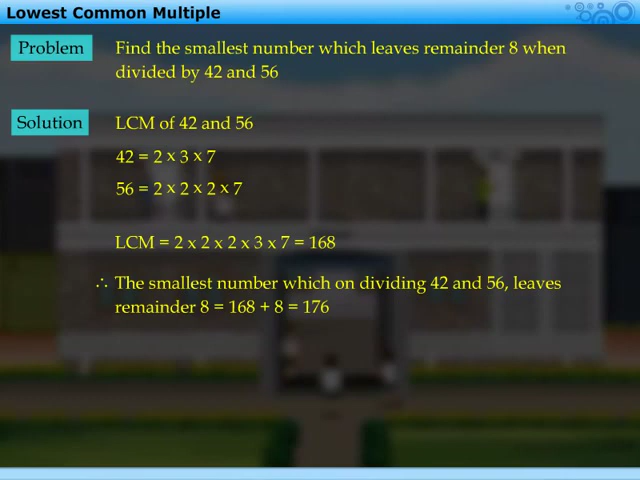 Lowest Common Multiple
Problem
Find the smallest number which leaves remainder 8 when
divided by 42 and 56
Solution
LCM of 42 and 56
42 = 2 x 3 x 7
56 = 2 x 2 x 2 x 7
LCM = 2 x 2 x 2 x 3 x 7 = 168
∴ The smallest number which on dividing 42 and 56, leaves
remainder 8 = 168 + 8 = 176